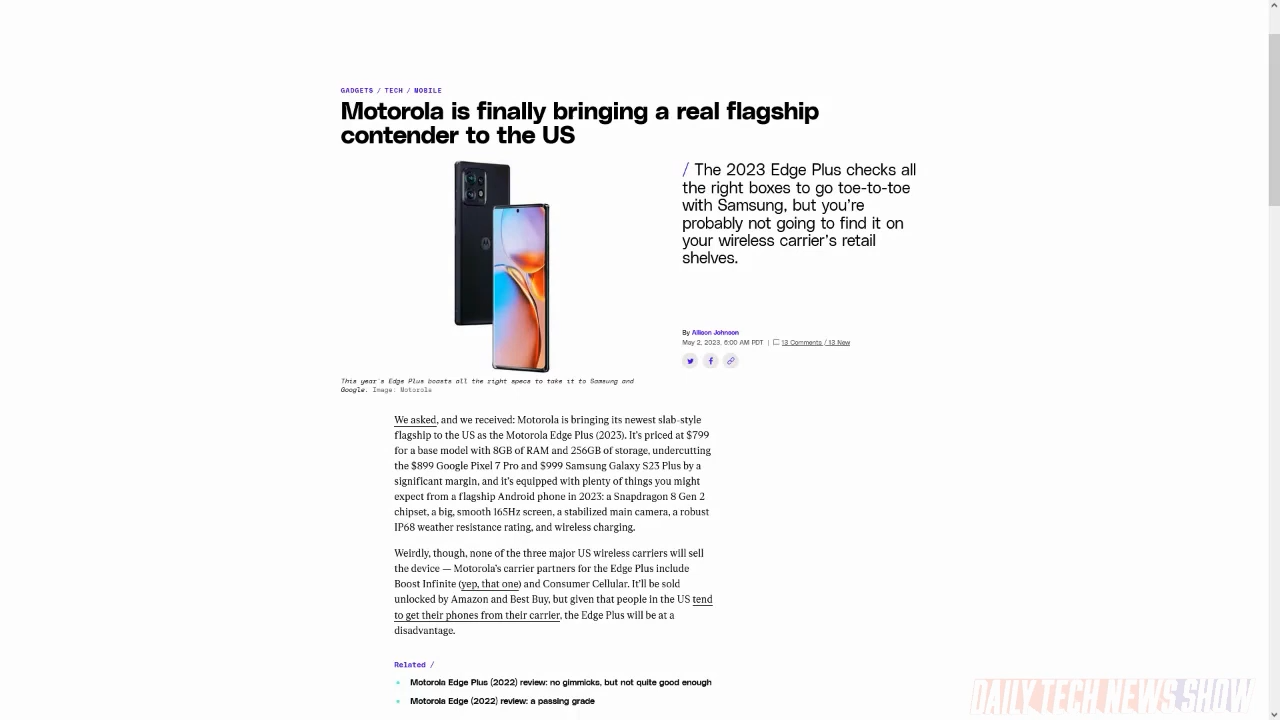 GADGETS / TECH / MOBILE
Motorola is finally bringing a real flagship
contender to the US
/ The 2023 Edge Plus checks all
the right boxes to go toe-to-toe
with Samsung, but you're
probably not going to find it on
your wireless carrier's retail
shelves.
By Allison Johnson
May 2, 2023, 6:00 AM PDT | 13 Comments / 13 New
This year's Edge Plus boasts all the right specs to take it to Samsung and
Google. Image: Motorola
We asked, and we received: Motorola is bringing its newest slab-style
flagship to the US as the Motorola Edge Plus (2023). It's priced at $799
for a base model with 8GB of RAM and 256GB of storage, undercutting
the $899 Google Pixel 7 Pro and $999 Samsung Galaxy S23 Plus by a
significant margin, and it's equipped with plenty of things you might
expect from a flagship Android phone in 2023: a Snapdragon 8 Gen 2
chipset, a big, smooth 165Hz screen, a stabilized main camera, a robust
IP68 weather resistance rating, and wireless charging.
Weirdly, though, none of the three major US wireless carriers will sell
the device — Motorola's carrier partners for the Edge Plus include
Boost Infinite (yep, that one) and Consumer Cellular. It'll be sold
unlocked by Amazon and Best Buy, but given that people in the US tend
to get their phones from their carrier, the Edge Plus will be at a
disadvantage.
Related /
Motorola Edge Plus (2022) review: no gimmicks, but not quite good enough
Motorola Edge (2022) review: a passing grade
DAILY TECH NEWS SHOW